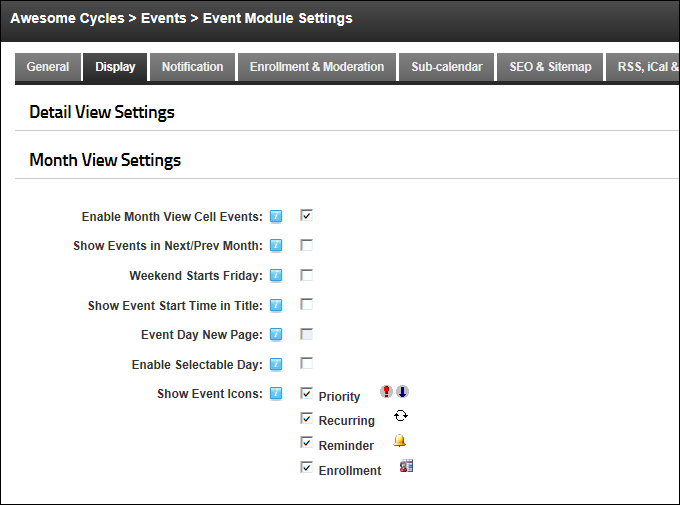 Awesome Cycles > Events > Event Module Settings
General Display Notification Enrollment & Moderation Sub-calendar SEO & Sitemap RSS, iCal &
Detail View Settings
Month View Settings
Enable Month View Cell Events:
Show Events in Next/Prev Month:
Weekend Starts Friday:
Show Event Start Time in Title:
Event Day New Page:
Enable Selectable Day:
Show Event Icons: Priority
Recurring
Reminder
Enrollment